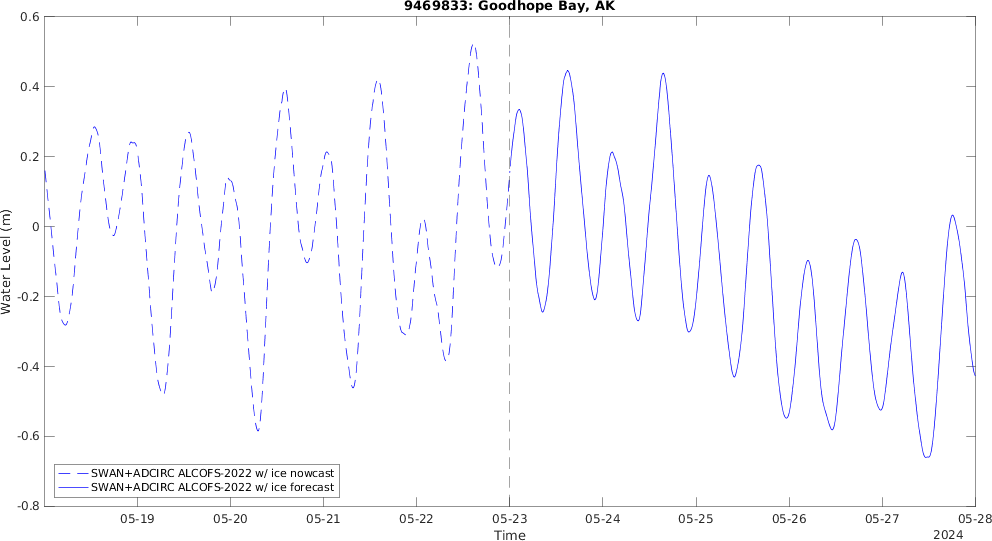 9469833: Goodhope Bay, AK
0.6
0.4
0.2
0
-0.2
-0.4
-0.6
-0.8
Water Level (m)
SWAN+ADCIRC ALCOFS-2022 w/ ice nowcast
SWAN+ADCIRC ALCOFS-2022 w/ ice forecast
05-19 05-20 05-21 05-22 05-23 05-24 05-25 05-26 05-27 05-28
Time
2024